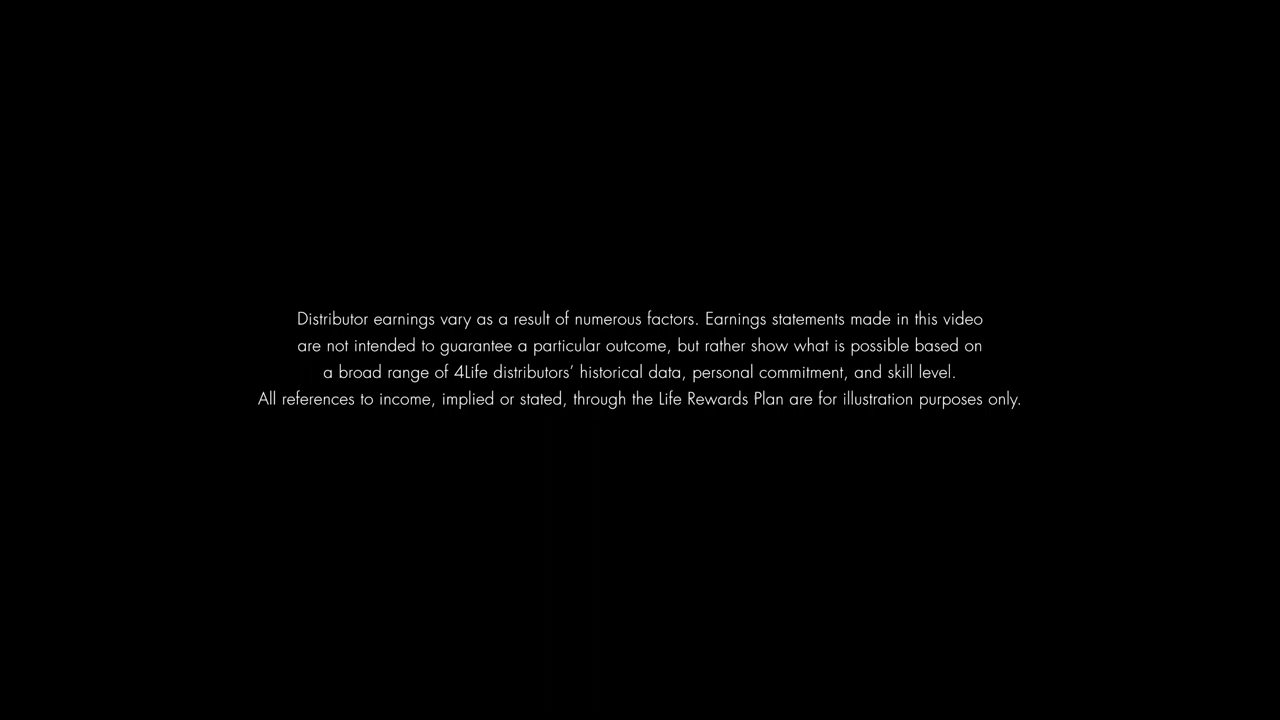 Distributor earnings vary as a result of numerous factors. Earnings statements made in this video
are not intended to guarantee a particular outcome, but rather show what is possible based on
a broad range of 4Life distributors’ historical data, personal commitment, and skill level.
All references to income, implied or stated, through the Life Rewards Plan are for illustration purposes only.